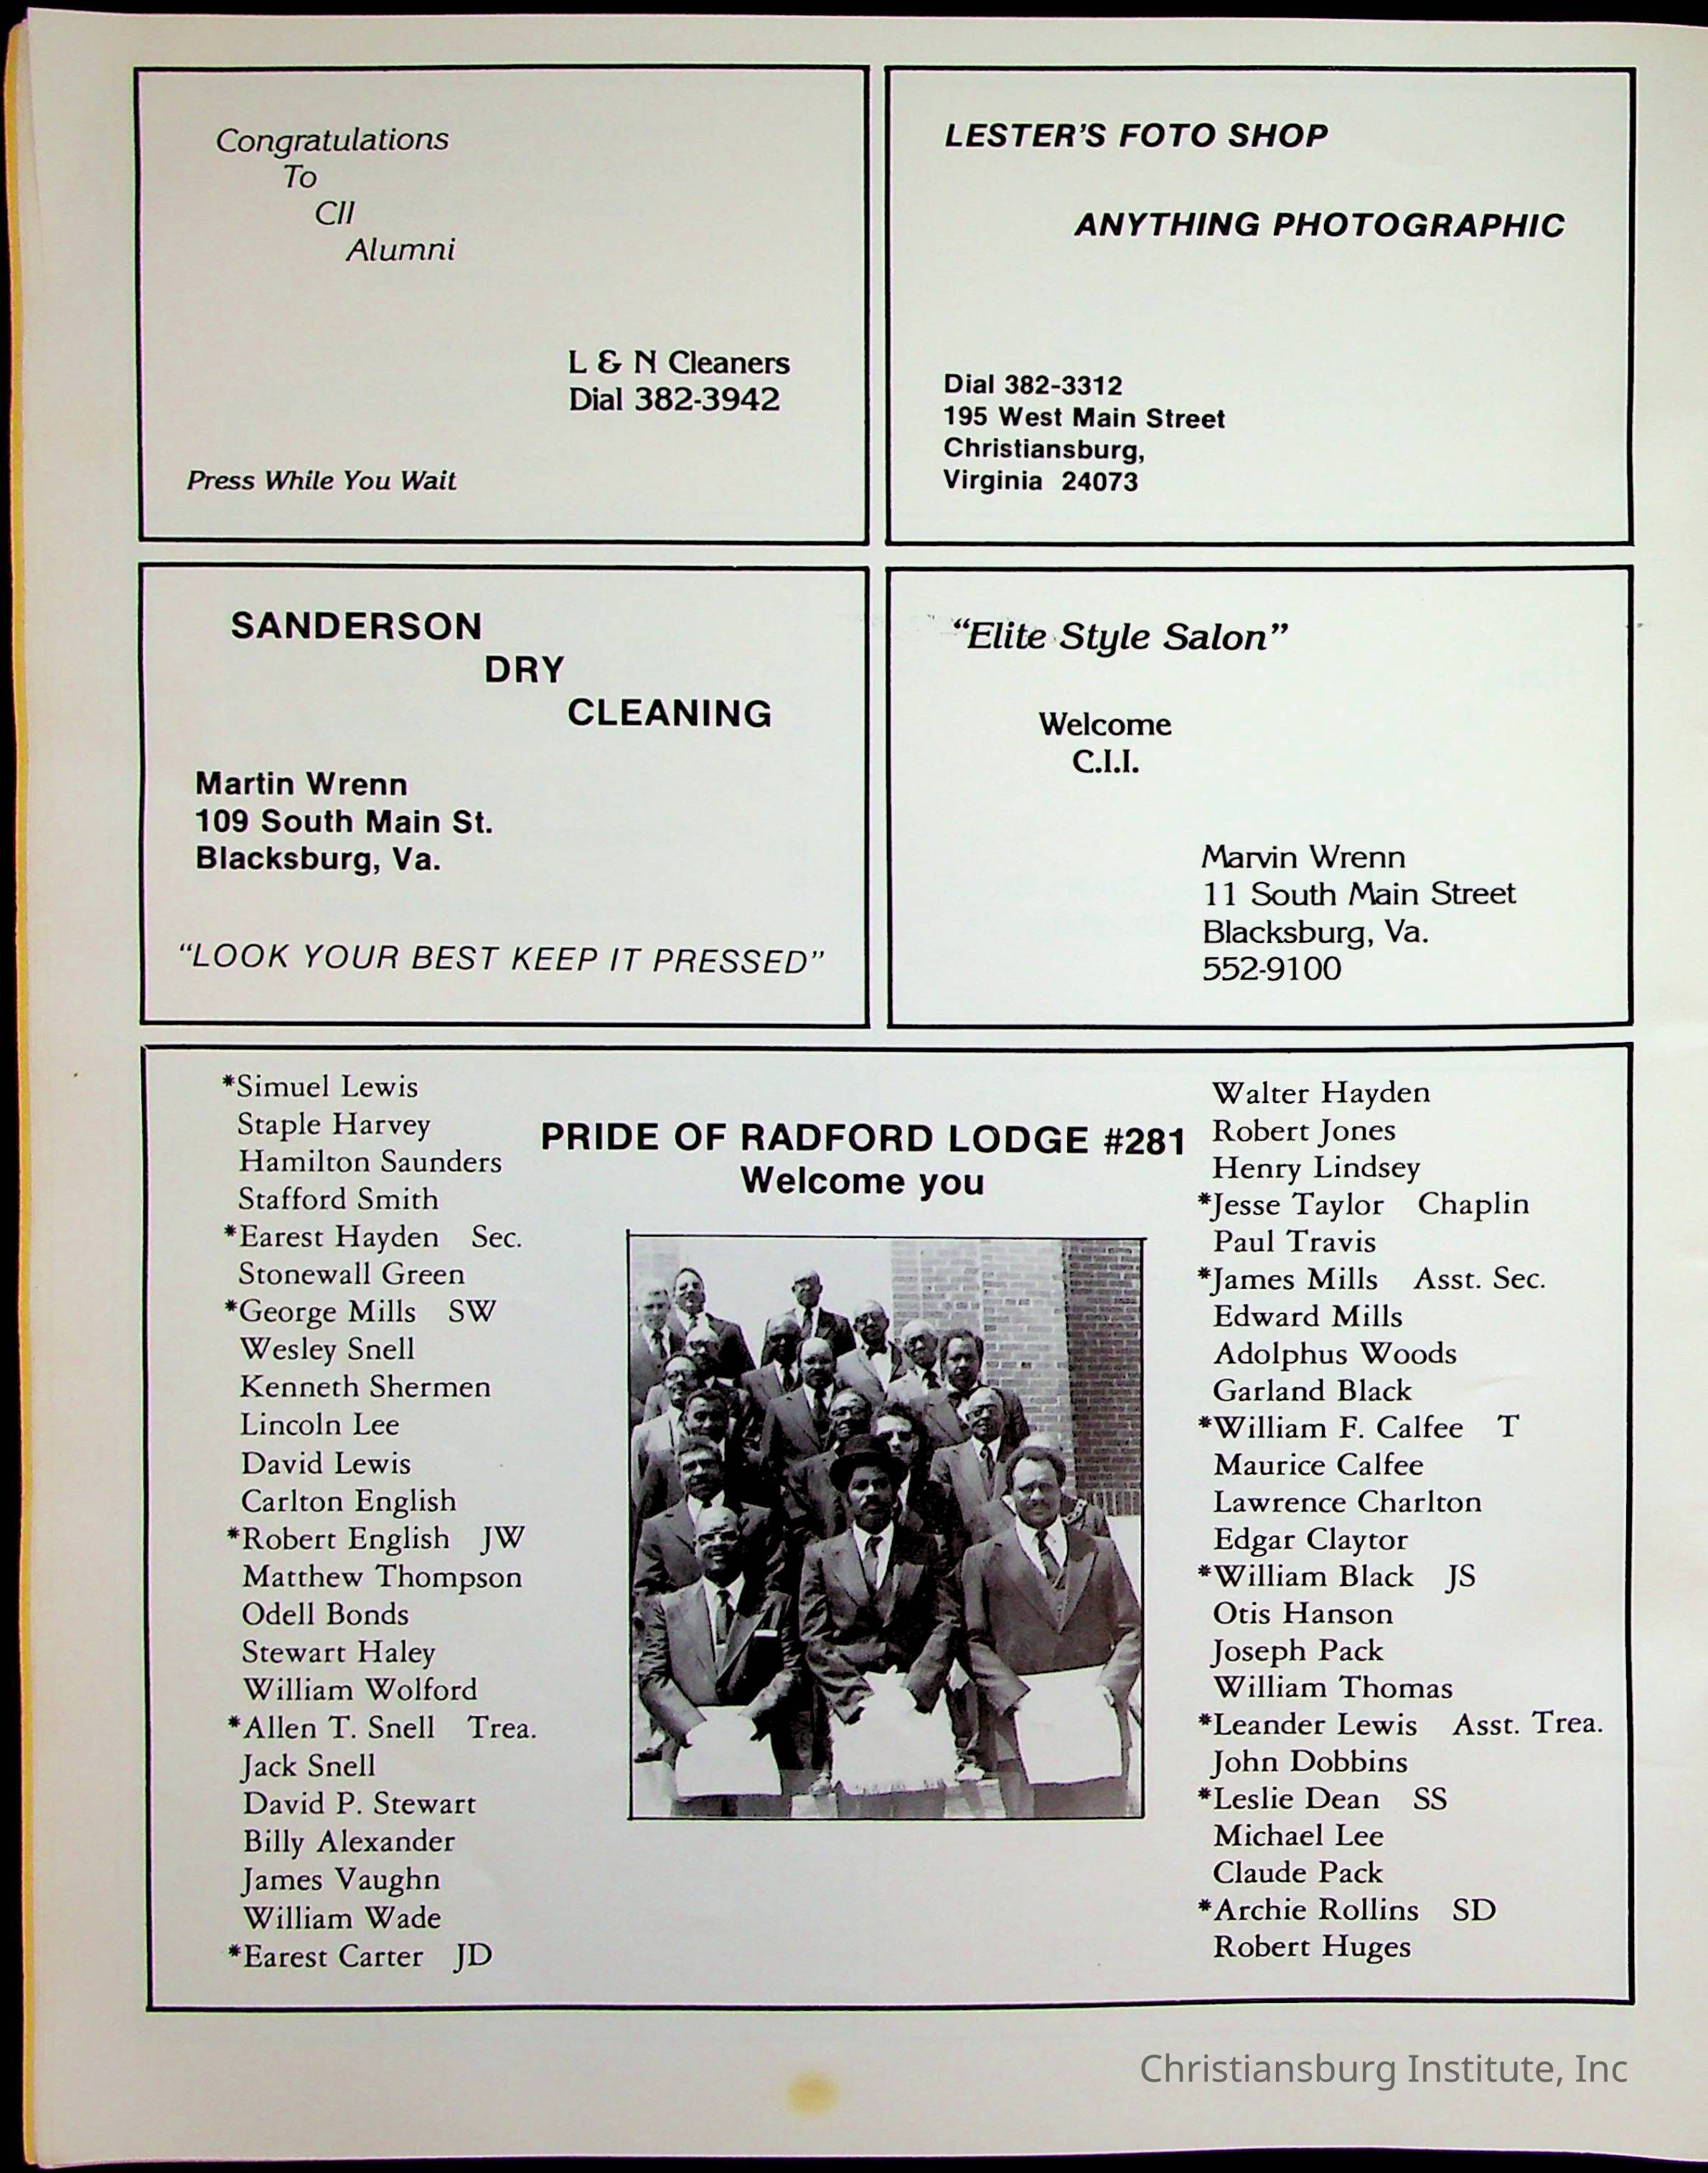 Congratulations
To
CII
Alumni
L & N Cleaners
Dial 382-3942
Press While You Wait
LESTER'S FOTO SHOP
ANYTHING PHOTOGRAPHIC
Dial 382-3312
195 West Main Street
Christiansburg,
Virginia 24073
SANDERSON
DRY
CLEANING
Martin Wrenn
109 South Main St.
Blacksburg, Va.
"LOOK YOUR BEST KEEP IT PRESSED"
"Elite Style Salon"
Welcome
C.I.I.
Marvin Wrenn
11 South Main Street
Blacksburg, Va.
552-9100
*Simuel Lewis
Staple Harvey
Hamilton Saunders
Stafford Smith
*Earest Hayden Sec.
Stonewall Green
*George Mills SW
Wesley Snell
Kenneth Shermen
Lincoln Lee
David Lewis
Carlton English
*Robert English JW
Matthew Thompson
Odell Bonds
Stewart Haley
William Wolford
*Allen T. Snell Trea.
Jack Snell
David P. Stewart
Billy Alexander
James Vaughn
William Wade
*Earest Carter JD
PRIDE OF RADFORD LODGE #281
Welcome you
Walter Hayden
Robert Jones
Henry Lindsey
*Jesse Taylor Chaplin
Paul Travis
*James Mills Asst. Sec.
Edward Mills
Adolphus Woods
Garland Black
*William F. Calfee T
Maurice Calfee
Lawrence Charlton
Edgar Claytor
*William Black JS
Otis Hanson
Joseph Pack
William Thomas
*Leander Lewis Asst. Trea.
John Dobbins
*Leslie Dean SS
Michael Lee
Claude Pack
*Archie Rollins SD
Robert Huges
Christiansburg Institute, Inc